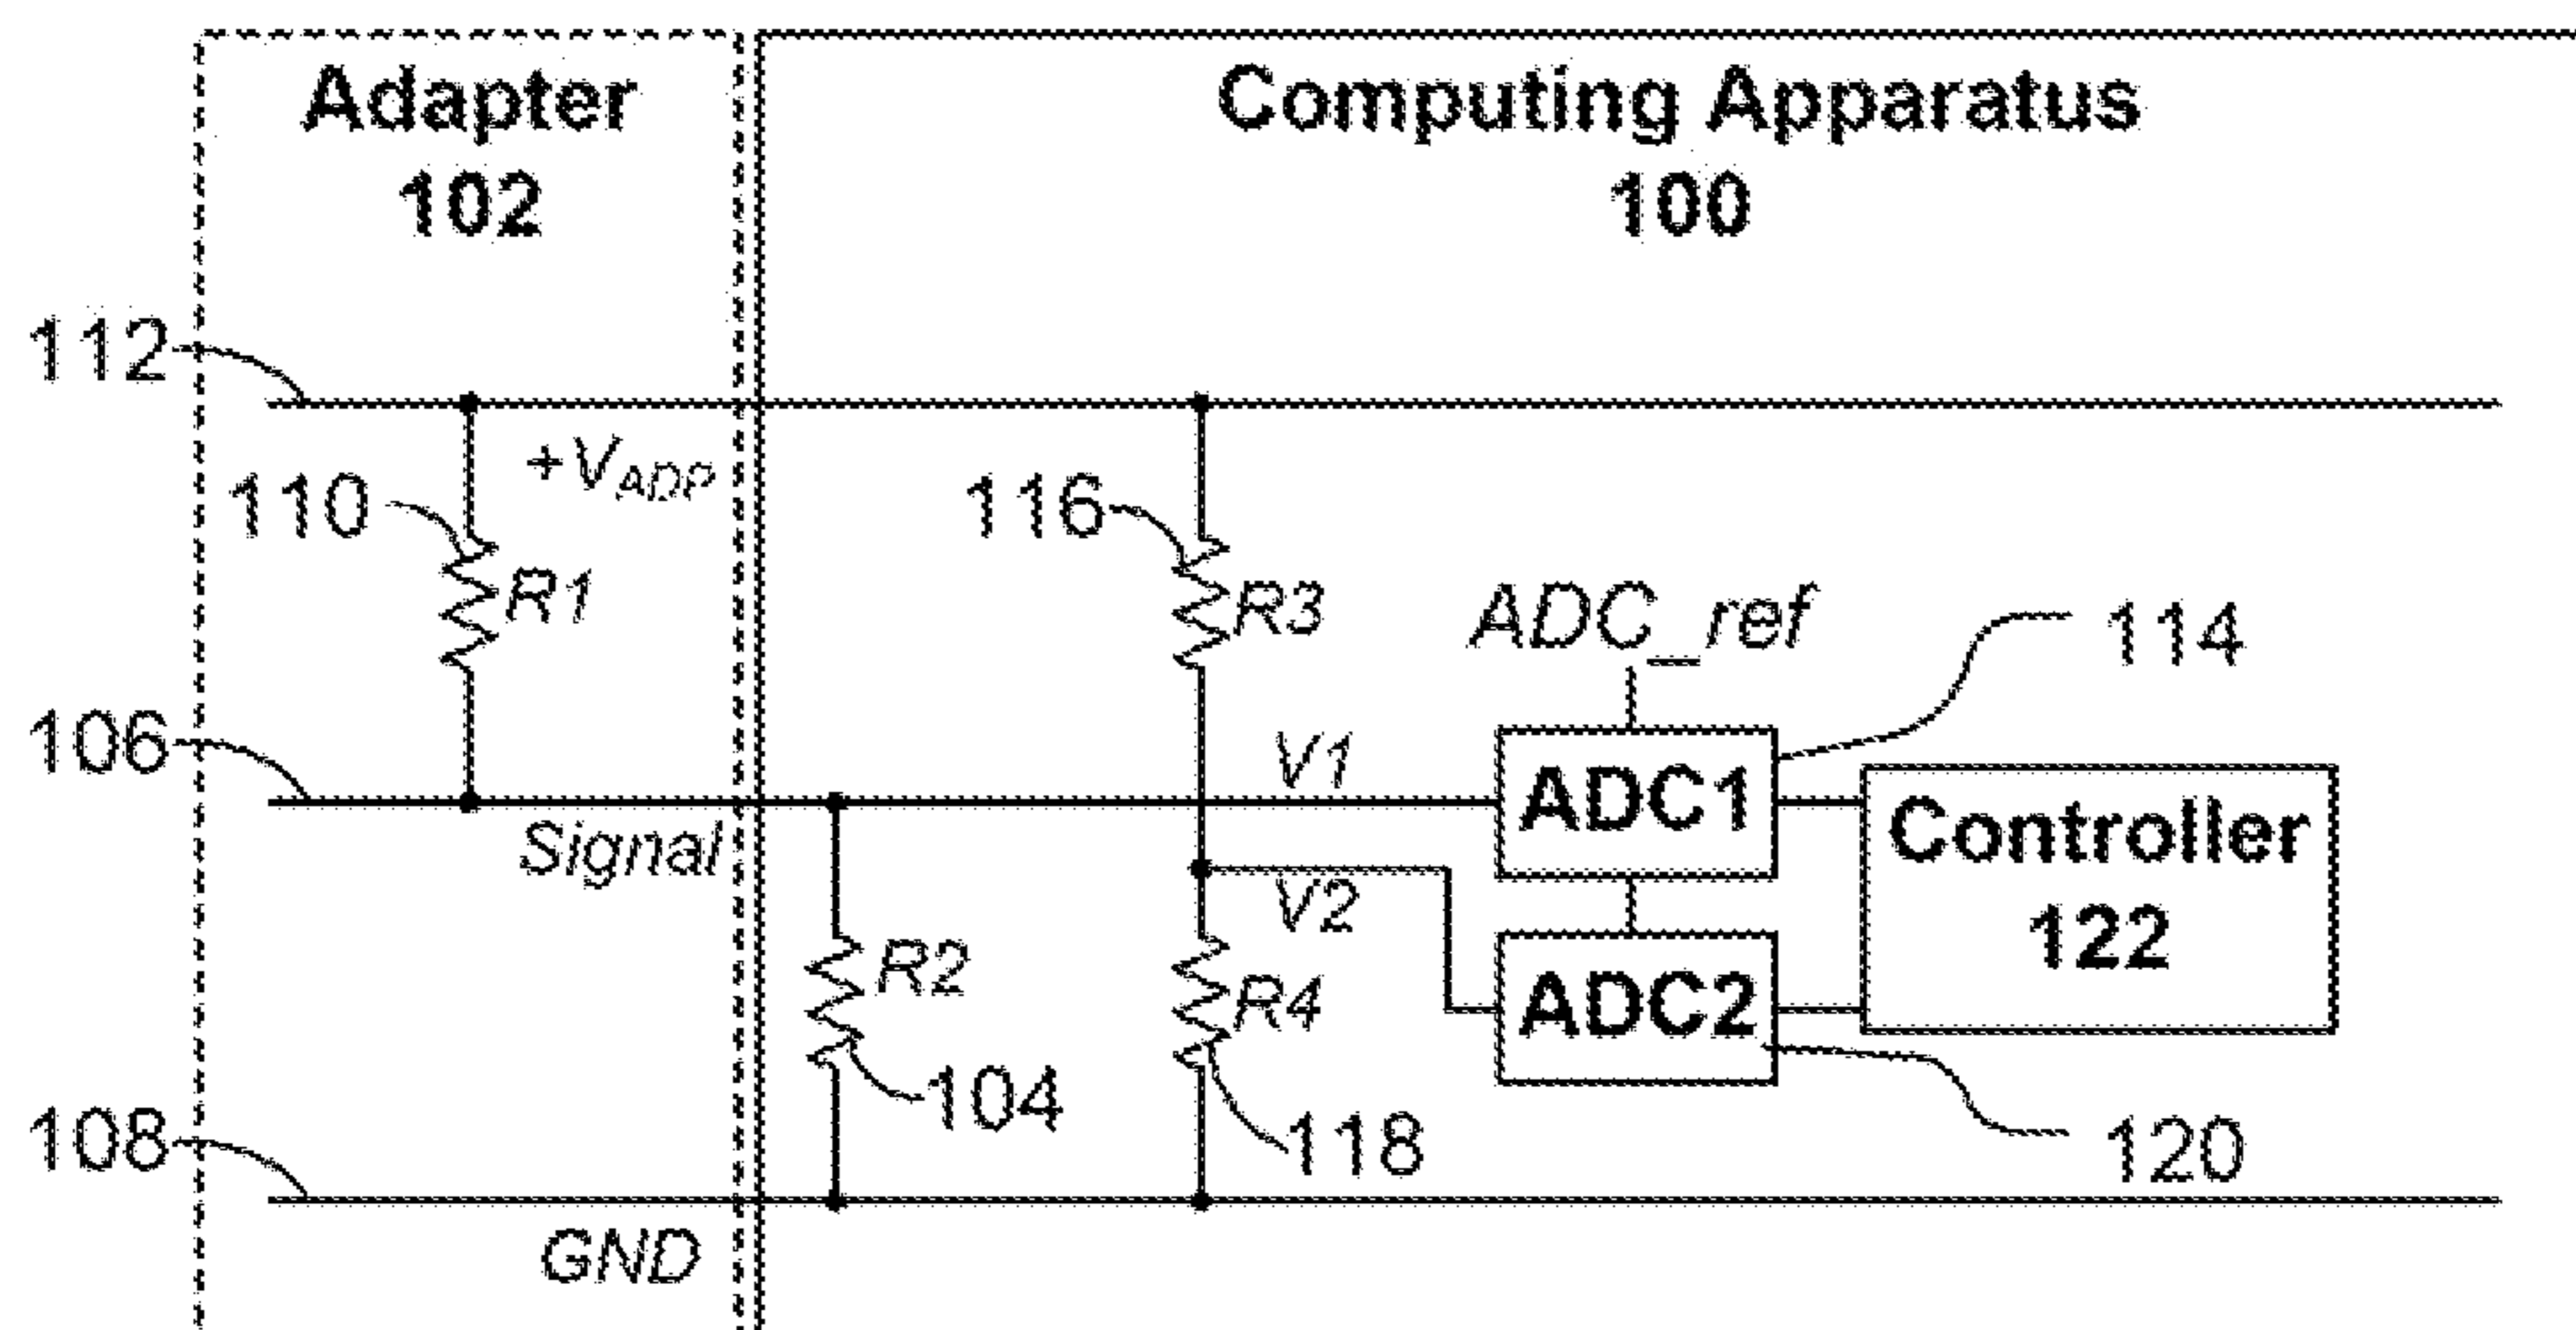 Adapter
102
Computing Apparatus
100
112
+VADP
110
R1
116
R3
ADC_ref
114
106
Signal
V1
ADC1
Controller
122
V2
R2
104
R4
118
ADC2
120
108
GND